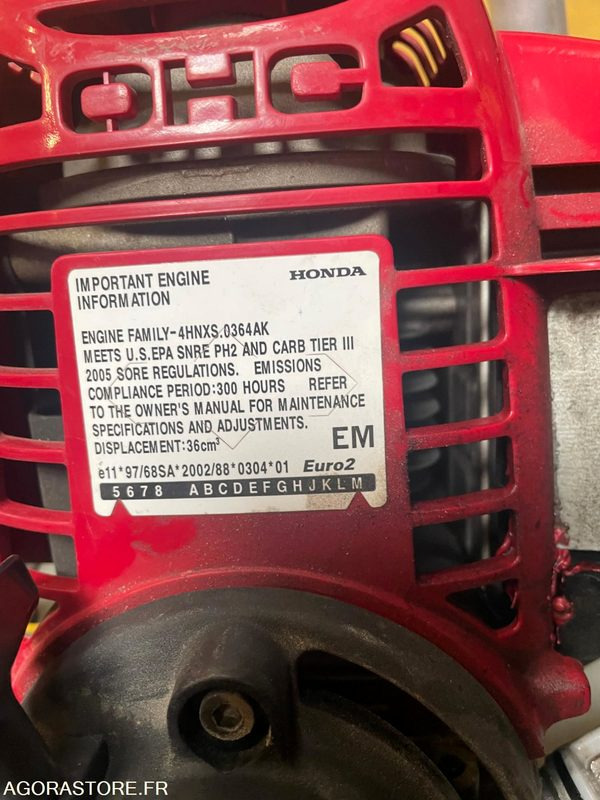 OHC
IMPORTANT ENGINE
INFORMATION
HONDA
ENGINE FAMILY-4HNXS.0364AK
MEETS U.S.EPA SNRE PH2 AND CARB TIER III
2005 SORE REGULATIONS. EMISSIONS
COMPLIANCE PERIOD:300 HOURS REFER
TO THE OWNER'S MANUAL FOR MAINTENANCE
SPECIFICATIONS AND ADJUSTMENTS.
DISPLACEMENT:36cm³
EM
e11*97/68SA*2002/88*0304*01 Euro2
5678 ABCDEFGHJKLM
AGORASTORE.FR